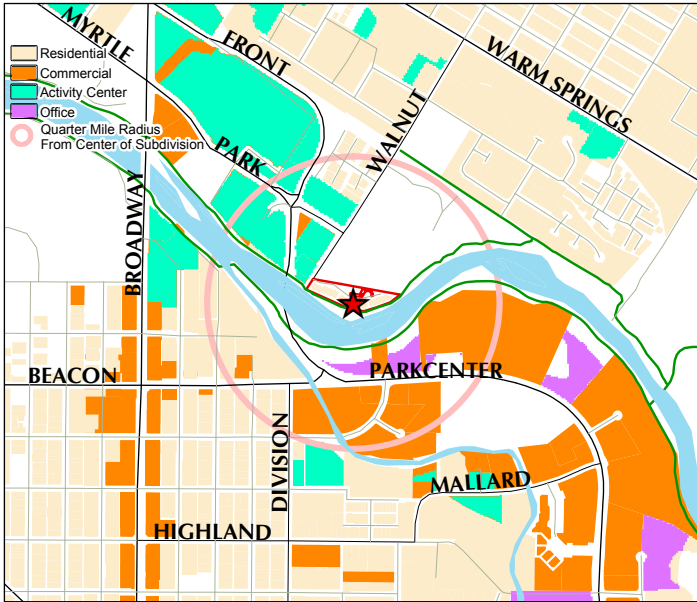 MYRTLE
FRONT
WARM SPRINGS
Residential
Commercial
Activity Center
Office
Quarter Mile Radius
From Center of Subdivision
WALNUT
PARK
BROADWAY
BEACON
PARKCENTER
DIVISION
MALLARD
HIGHLAND